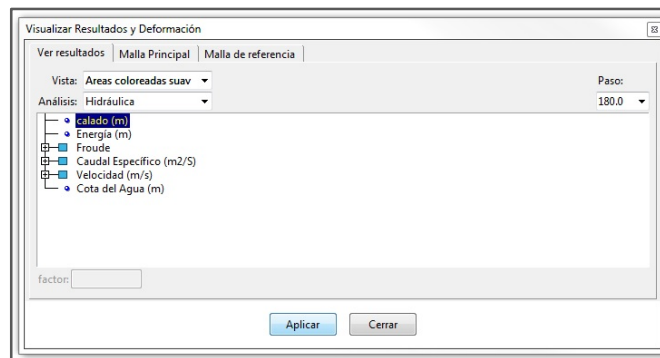 Visualizar Resultados y Deformación
Ver resultados Malla Principal Malla de referencia
Vista: Areas coloreadas suav Paso:
Análisis: Hidráulica 180.0
calado (m)
Energía (m)
Froude
Caudal Específico (m2/S)
Velocidad (m/s)
Cota del Agua (m)
factor:
Aplicar Cerrar